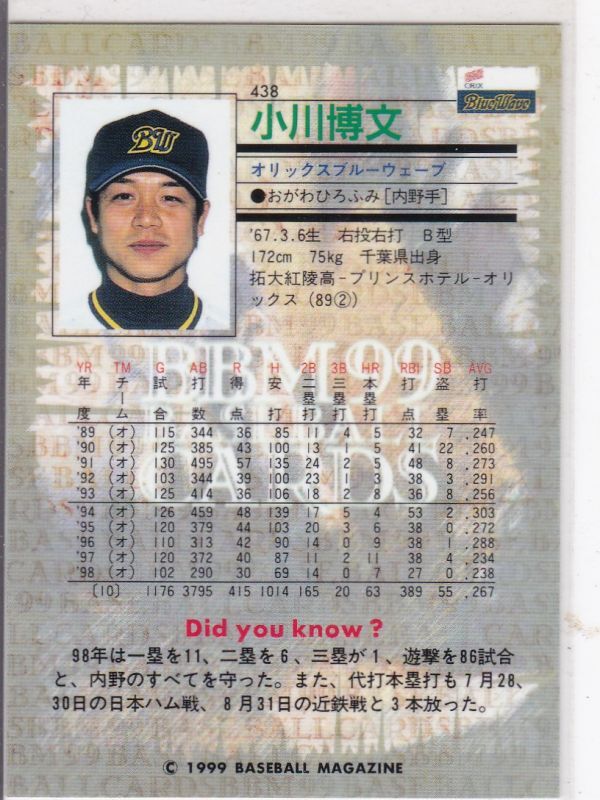 438
小川博文
ORIX
BlueWave
オリックスブルーウェーブ
●おがわひろふみ[内野手]
'67.3.6生 右投右打 B型
172cm 75kg 千葉県出身
拓大紅陵高-プリンスホテル-オリ
ックス (89②)
BW
BBM 99
BASEBALL
CARDS
YR TM G AB R H 2B 3B HR RBI SB AVG
年度 チーム 試合 打数 得点 安打 二塁打 三塁打 本塁打 打点 盗塁 打率
'89 (オ) 115 344 36 85 11 4 5 32 7 .247
'90 (オ) 125 385 43 100 13 1 5 41 22 .260
'91 (オ) 130 495 57 135 24 2 5 48 8 .273
'92 (オ) 103 344 39 100 23 1 3 38 3 .291
'93 (オ) 125 414 36 106 18 2 8 36 8 .256
'94 (オ) 126 459 48 139 17 5 4 53 2 .303
'95 (オ) 120 379 44 103 20 3 6 38 0 .272
'96 (オ) 110 313 42 90 14 0 9 38 1 .288
'97 (オ) 120 372 40 87 11 2 11 38 4 .234
'98 (オ) 102 290 30 69 14 0 7 27 0 .238
〔10〕 1176 3795 415 1014 165 20 63 389 55 .267
Did you know?
98年は一塁を11、二塁を6、三塁が1、遊撃を86試合
と、内野のすべてを守った。また、代打本塁打も7月28、
30日の日本ハム戦、8月31日の近鉄戦と3本放った。
© 1999 BASEBALL MAGAZINE